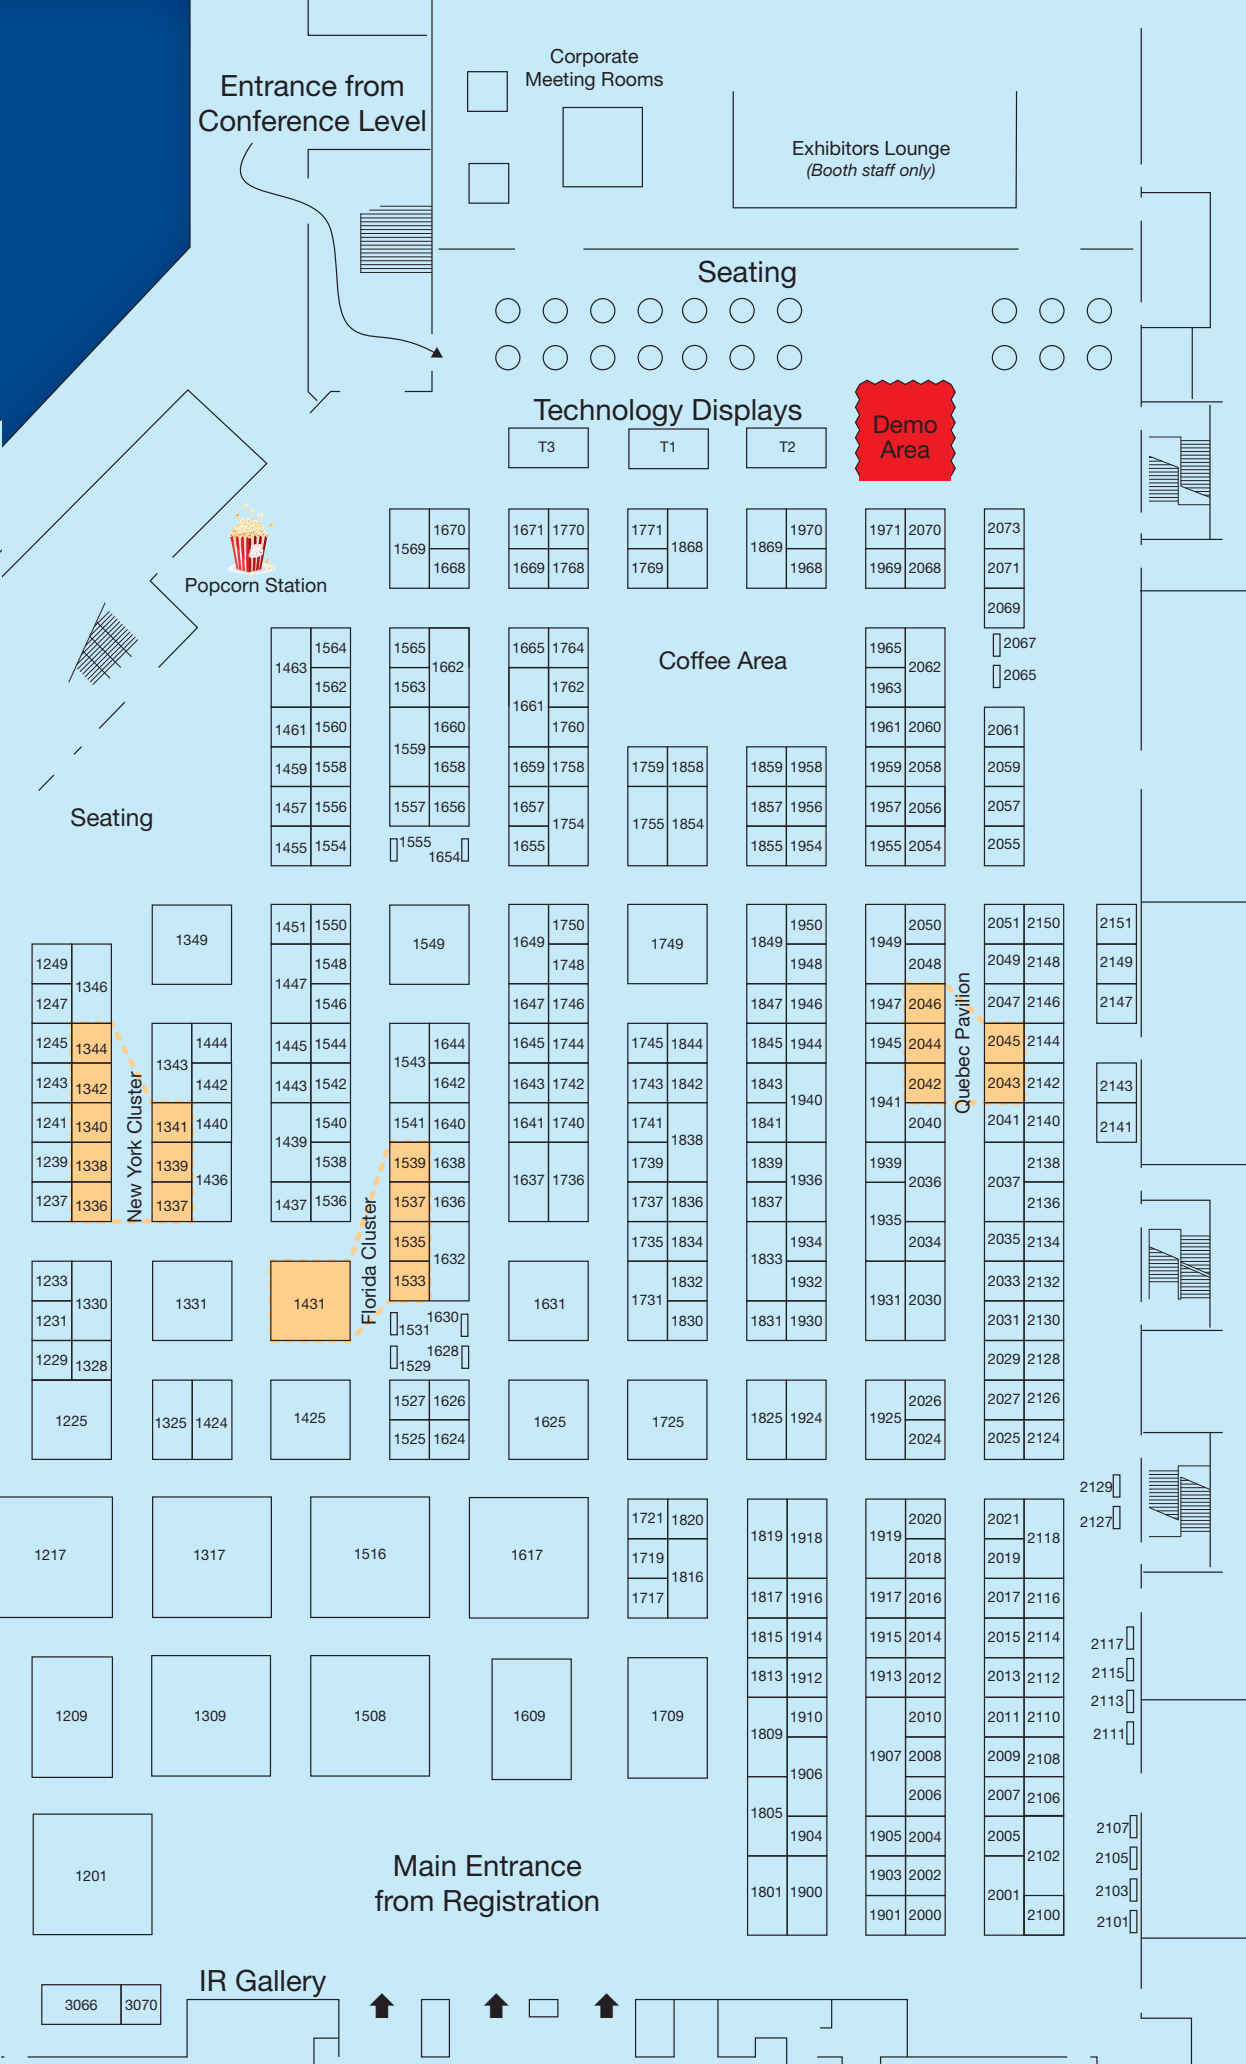 Corporate
Meeting Rooms
Entrance from
Conference Level
Exhibitors Lounge
(Booth staff only)
Seating
Technology Displays
Demo
Area
T3 T1 T2
Popcorn Station
1569 1670 1671 1770 1771 1868 1869 1970 1971 2070 2073
1668 1669 1768 1769 1968 1969 2068 2071
2069
2067
2065
Coffee Area
1463 1564 1565 1662 1665 1764 1965 2062
1562 1563 1661 1762 1963
1461 1560 1559 1660 1760 1961 2060 2061
1459 1558 1658 1659 1758 1759 1858 1859 1958 1959 2058 2059
1457 1556 1557 1656 1657 1754 1755 1854 1857 1956 1957 2056 2057
1455 1554 1555 1654 1655 1855 1954 1955 2054 2055
Seating
1349 1451 1550 1549 1649 1750 1749 1849 1950 1949 2050 2051 2150 2151
1249 1346 1447 1548 1748 1948 2048 2049 2148 2149
1247 1546 1647 1746 1847 1946 1947 2046 2047 2146 2147
Quebec Pavilion
1245 1344 1343 1444 1445 1544 1543 1644 1645 1744 1745 1844 1845 1944 1945 2044 2045 2144
1243 1342 1442 1443 1542 1642 1643 1742 1743 1842 1843 1940 1941 2042 2043 2142 2143
New York Cluster
1241 1340 1341 1440 1439 1540 1541 1640 1641 1740 1741 1838 1841 2040 2041 2140 2141
1239 1338 1339 1436 1538 1539 1638 1637 1736 1739 1839 1936 1939 2036 2037 2138
1237 1336 1337 1437 1536 1537 1636 1737 1836 1837 1935 2136
Florida Cluster
1535 1632 1735 1834 1833 1934 2034 2035 2134
1233 1330 1331 1431 1533 1631 1731 1832 1932 1931 2030 2033 2132
1231 1531 1630 1830 1831 1930 2031 2130
1229 1328 1529 1628 2029 2128
1225 1325 1424 1425 1527 1626 1625 1725 1825 1924 1925 2026 2027 2126
1525 1624 2024 2025 2124
2129
2127
1217 1317 1516 1617 1721 1820 1819 1918 1919 2020 2021 2118
1719 1816 2018 2019
1717 1817 1916 1917 2016 2017 2116
1815 1914 1915 2014 2015 2114 2117
1813 1912 1913 2012 2013 2112 2115
1209 1309 1508 1609 1709 1809 1910 1907 2010 2011 2110 2113
2111
1906 2008 2009 2108
1805 2006 2007 2106
1904 1905 2004 2005 2102 2107
1201 1801 1900 1903 2002 2001 2105
2103
1901 2000 2100 2101
Main Entrance
from Registration
IR Gallery
3066 3070